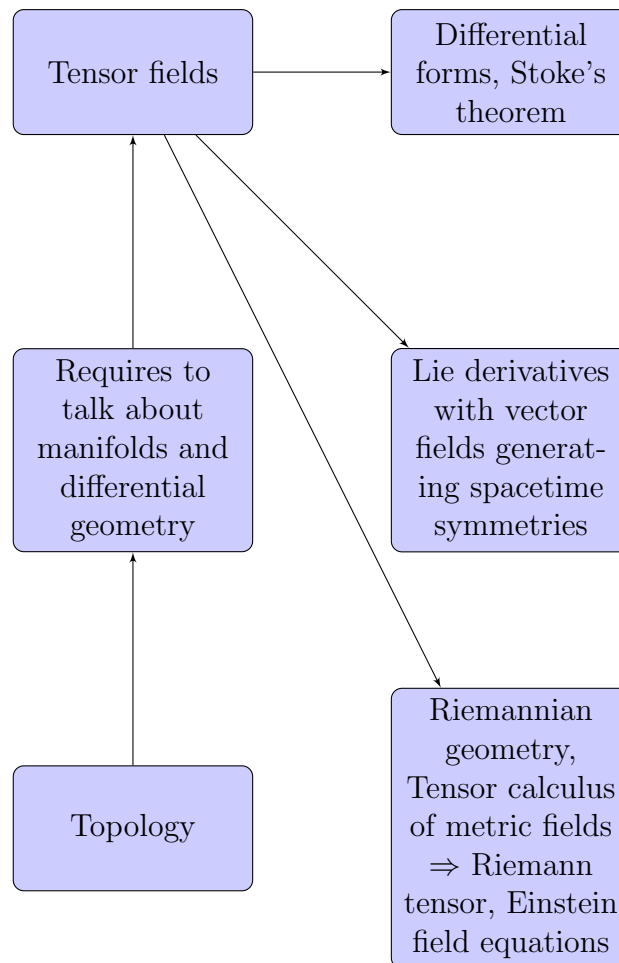 Tensor fields
Differential
forms, Stoke's
theorem
Requires to
talk about
manifolds and
differential
geometry
Lie derivatives
with vector
fields generat-
ing spacetime
symmetries
Topology
Riemannian
geometry,
Tensor calculus
of metric fields
⇒ Riemann
tensor, Einstein
field equations